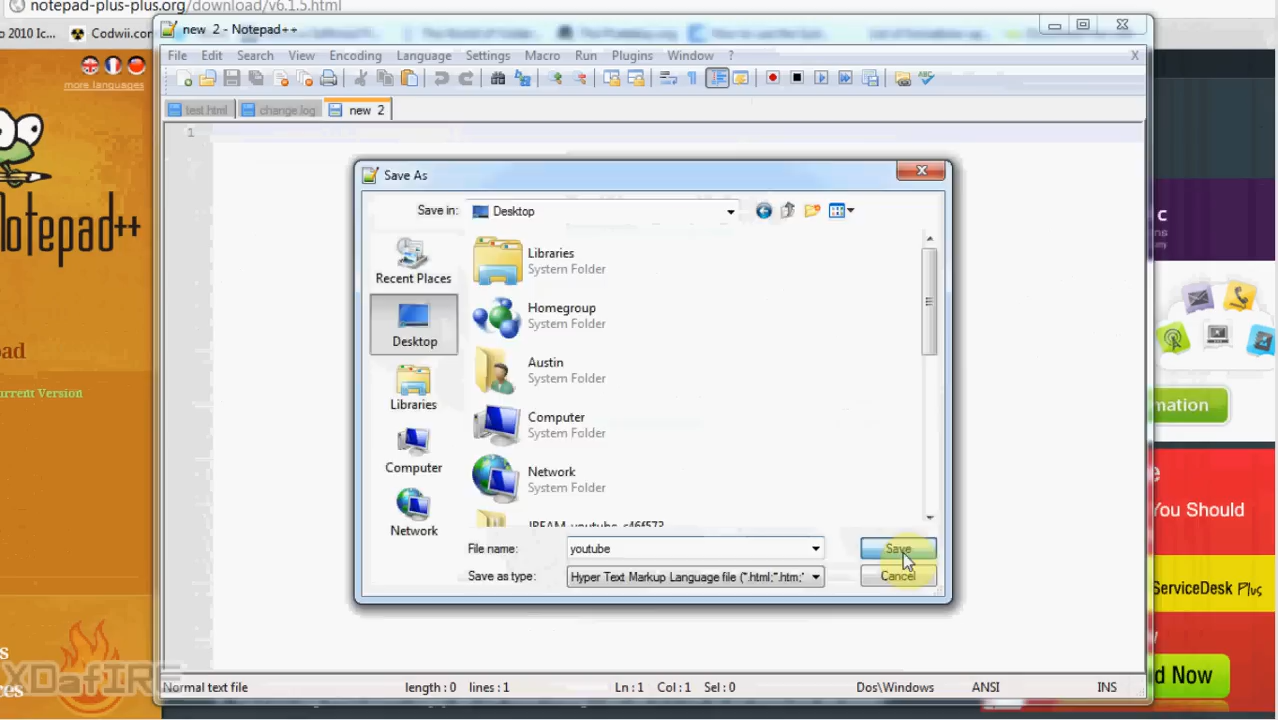 notepad-plus-plus.org/download/v6.1.5.html
2010 Ic...
Codwii.com
more languages
Notepad++
new 2 - Notepad++
File Edit Search View Encoding Language Settings Macro Run Plugins Window ? X
test.html
change.log
new 2
1
Save As
Save in: Desktop
Recent Places
Desktop
Libraries
Computer
Network
Libraries
System Folder
Homegroup
System Folder
Austin
System Folder
Computer
System Folder
Network
System Folder
File name: youtube
Save
Save as type: Hyper Text Markup Language file (*.html;*.htm;*
Cancel
Normal text file
length : 0 lines : 1
Ln : 1 Col : 1 Sel : 0
Dos\Windows
ANSI
INS
ad
urrent Version
C
mation
You Should
ServiceDesk Plus
d Now
XDafIRE